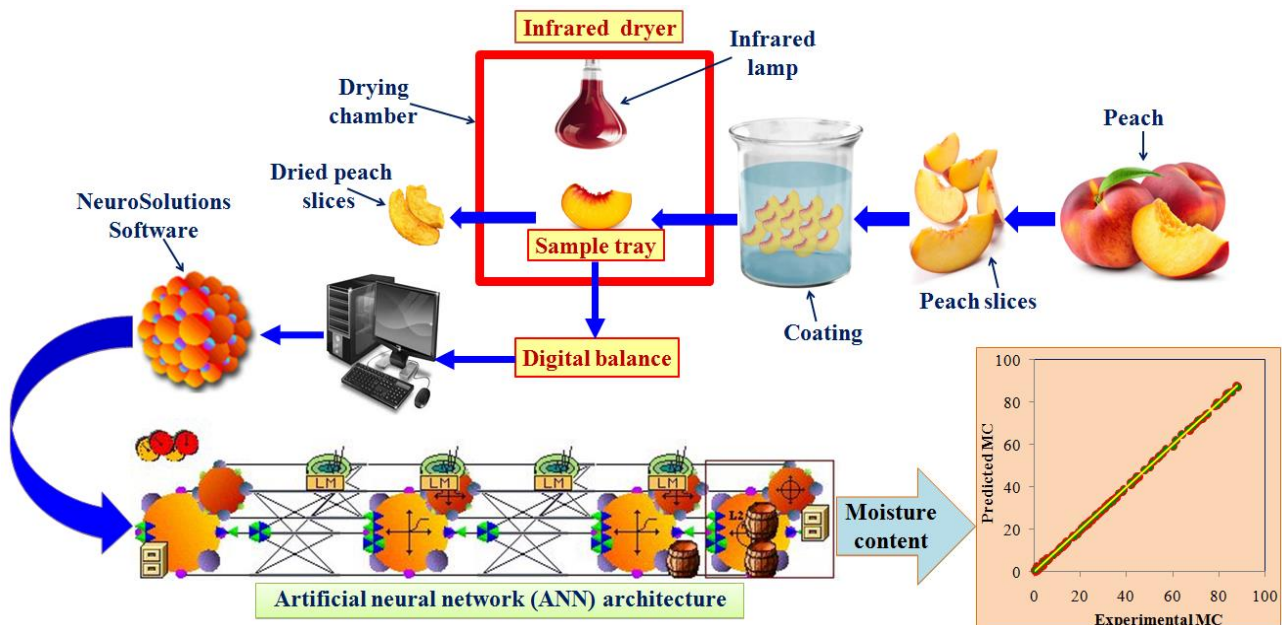 Infrared dryer
Infrared
lamp
Drying
chamber
Peach
Dried peach
slices
NeuroSolutions
Software
Sample tray
Peach slices
Coating
Digital balance
LM
LM
LM
LM
L2
Artificial neural network (ANN) architecture
Moisture
content
100
80
60
40
20
0
Predicted MC
0 20 40 60 80 100
Experimental MC